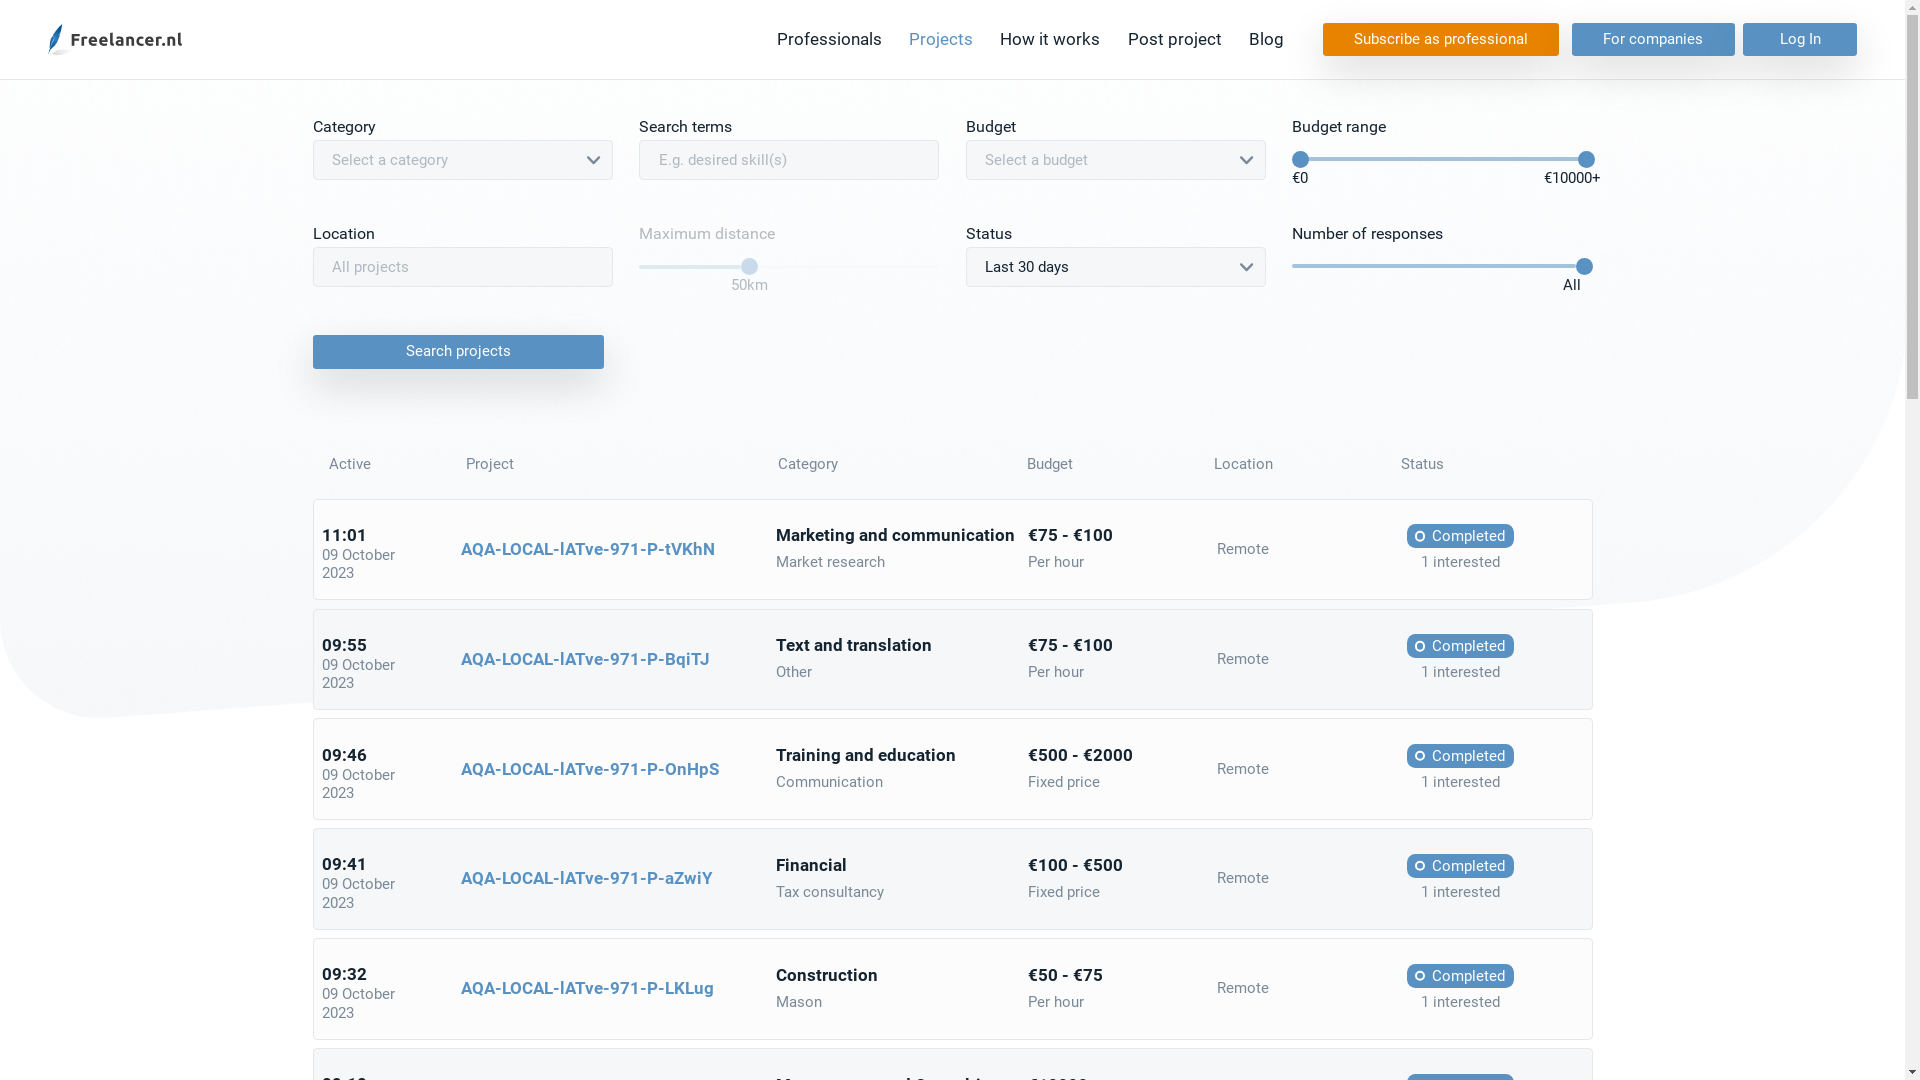 Freelancer.nl
Professionals Projects How it works Post project Blog Subscribe as professional For companies Log In
Category Search terms Budget Budget range
Select a category E.g. desired skill(s) Select a budget
€0 €10000+
Location Maximum distance Status Number of responses
All projects Last 30 days
50km All
Search projects
Active Project Category Budget Location Status
11:01
09 October
2023
AQA-LOCAL-lATve-971-P-tVKhN
Marketing and communication
Market research
€75 - €100
Per hour
Remote
Completed
1 interested
09:55
09 October
2023
AQA-LOCAL-lATve-971-P-BqiTJ
Text and translation
Other
€75 - €100
Per hour
Remote
Completed
1 interested
09:46
09 October
2023
AQA-LOCAL-lATve-971-P-OnHpS
Training and education
Communication
€500 - €2000
Fixed price
Remote
Completed
1 interested
09:41
09 October
2023
AQA-LOCAL-lATve-971-P-aZwiY
Financial
Tax consultancy
€100 - €500
Fixed price
Remote
Completed
1 interested
09:32
09 October
2023
AQA-LOCAL-lATve-971-P-LKLug
Construction
Mason
€50 - €75
Per hour
Remote
Completed
1 interested